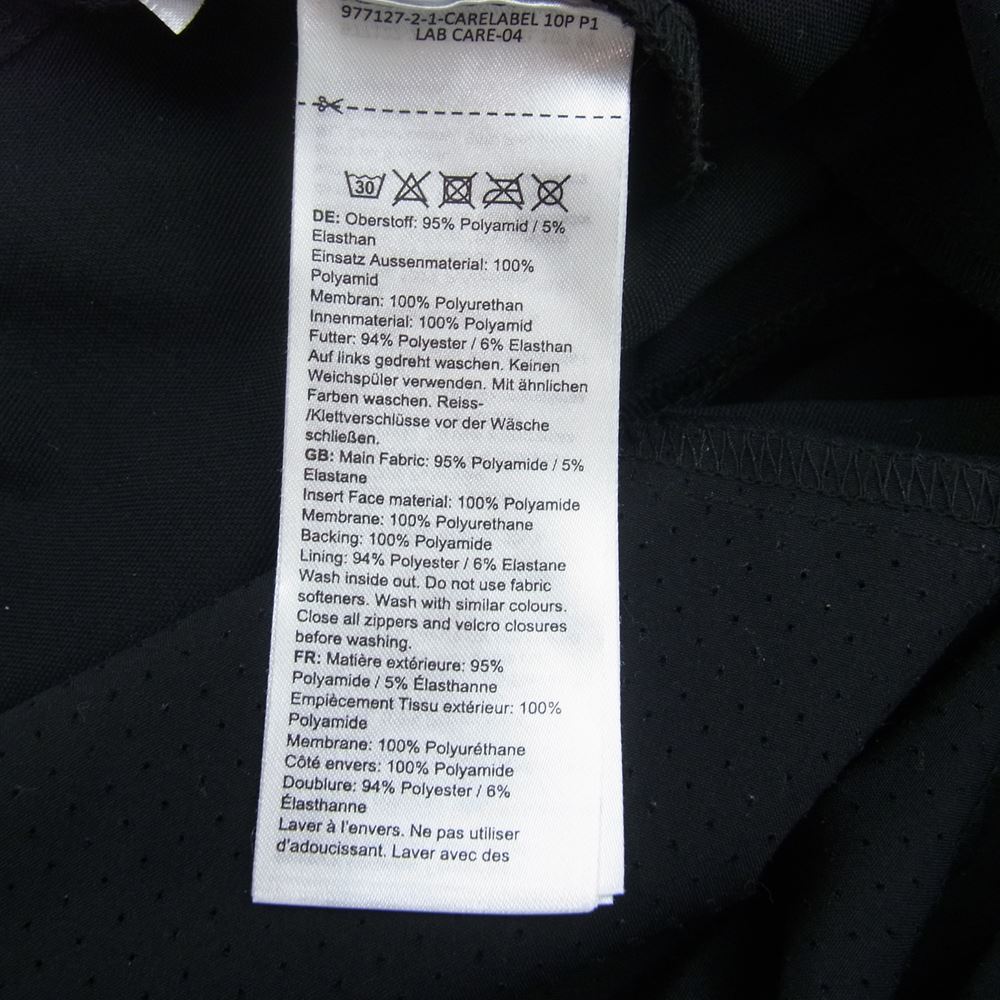 977127-2-1-CARELABEL 10P P1
LAB CARE-04
30
DE: Oberstoff: 95% Polyamid / 5%
Elasthan
Einsatz Aussenmaterial: 100%
Polyamid
Membran: 100% Polyurethan
Innenmaterial: 100% Polyamid
Futter: 94% Polyester / 6% Elasthan
Auf links gedreht waschen. Keinen
Weichspüler verwenden. Mit ähnlichen
Farben waschen. Reiss-
/Klettverschlüsse vor der Wäsche
schließen.
GB: Main Fabric: 95% Polyamide / 5%
Elastane
Insert Face material: 100% Polyamide
Membrane: 100% Polyurethane
Backing: 100% Polyamide
Lining: 94% Polyester / 6% Elastane
Wash inside out. Do not use fabric
softeners. Wash with similar colours.
Close all zippers and velcro closures
before washing.
FR: Matière extérieure: 95%
Polyamide / 5% Élasthanne
Empiècement Tissu extérieur: 100%
Polyamide
Membrane: 100% Polyuréthane
Côté envers: 100% Polyamide
Doublure: 94% Polyester / 6%
Élasthanne
Laver à l'envers. Ne pas utiliser
d'adoucissant. Laver avec des